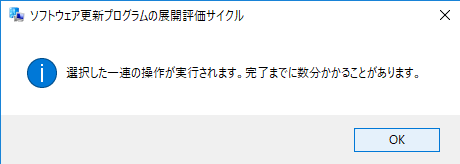 ソフトウェア更新プログラムの展開評価サイクル
選択した一連の操作が実行されます。完了までに数分かかることがあります。
OK